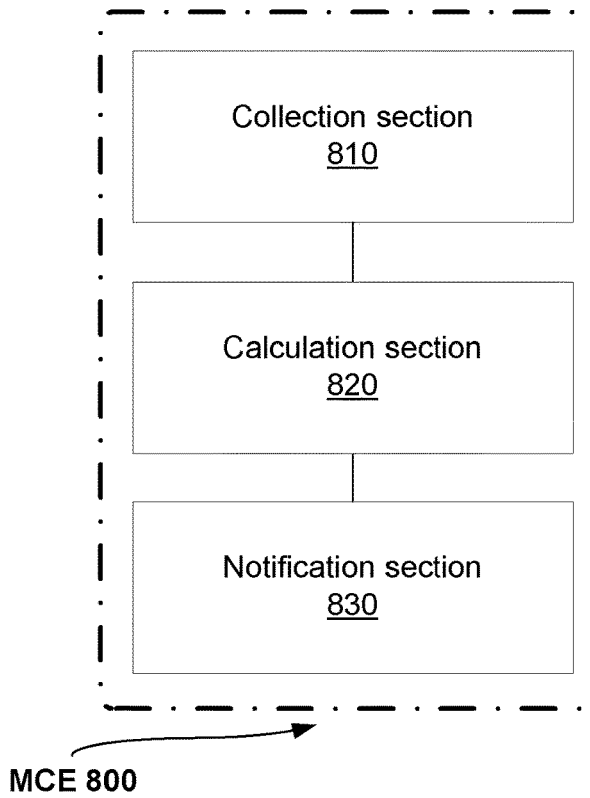 Collection section
810
Calculation section
820
Notification section
830
MCE 800